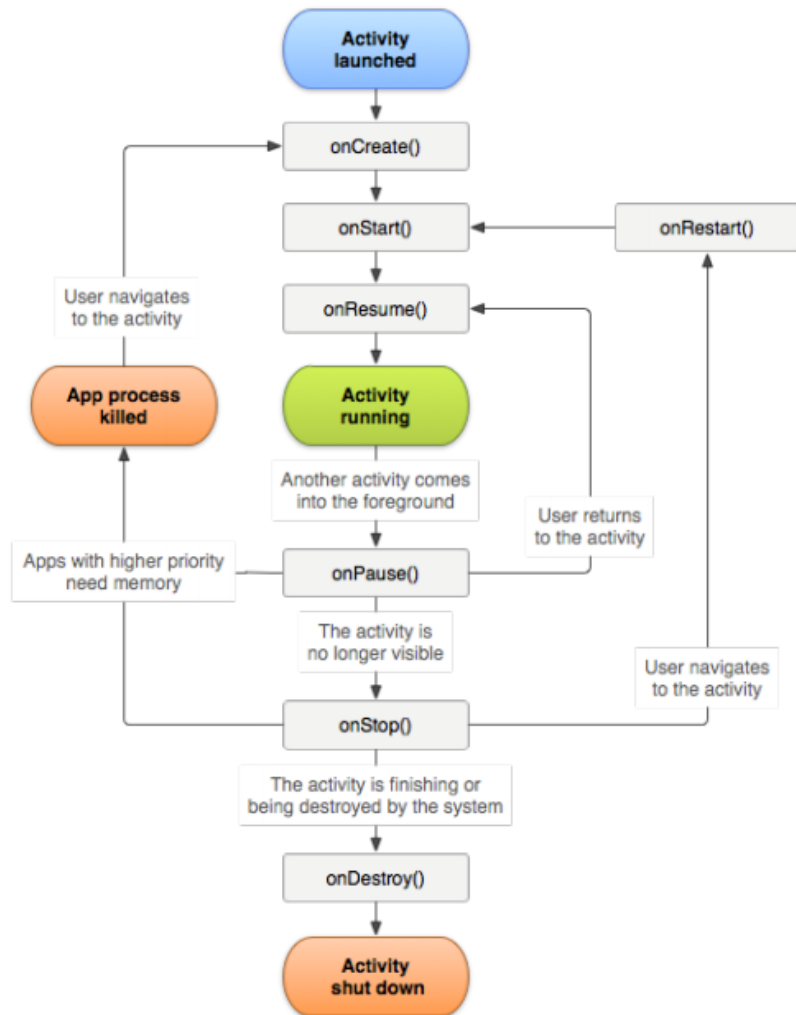 Activity
launched
onCreate()
onStart()
onRestart()
User navigates
to the activity
onResume()
App process
killed
Activity
running
Another activity comes
into the foreground
User returns
to the activity
Apps with higher priority
need memory
onPause()
The activity is
no longer visible
User navigates
to the activity
onStop()
The activity is finishing or
being destroyed by the system
onDestroy()
Activity
shut down